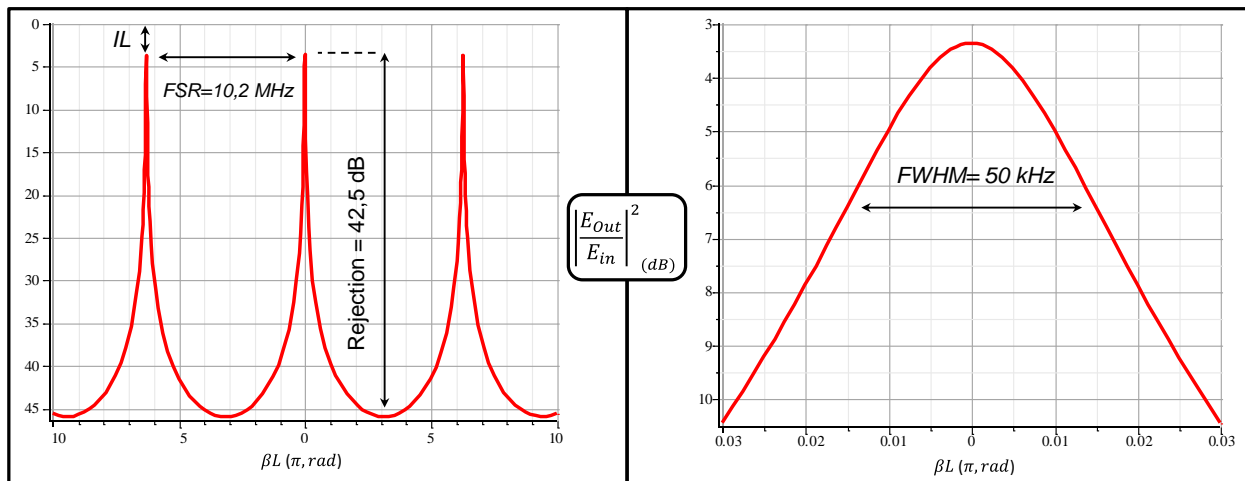 0
5
10
15
20
25
30
35
40
45
IL
FSR=10,2 MHz
Rejection = 42,5 dB
10 5 0 5 10
βL (π, rad)
|E_Out/E_in|² (dB)
3
4
5
6
7
8
9
10
FWHM= 50 kHz
0.03 0.02 0.01 0 0.01 0.02 0.03
βL (π, rad)